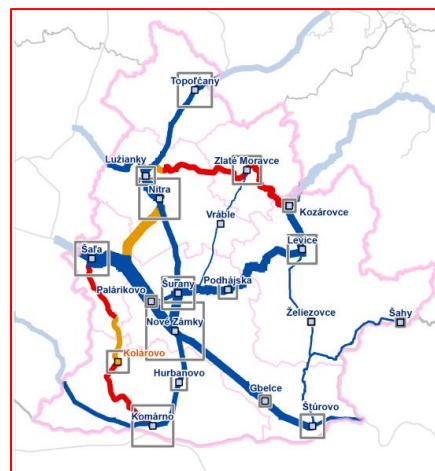 Topoľčany
Lužianky
Zlaté Moravce
Nitra
Kozárovce
Vráble
Levice
Šaľa
Šurany
Podhájska
Palárikovo
Nové Zámky
Želiezovce
Šahy
Kolárovo
Hurbanovo
Gbelce
Komárno
Štúrovo